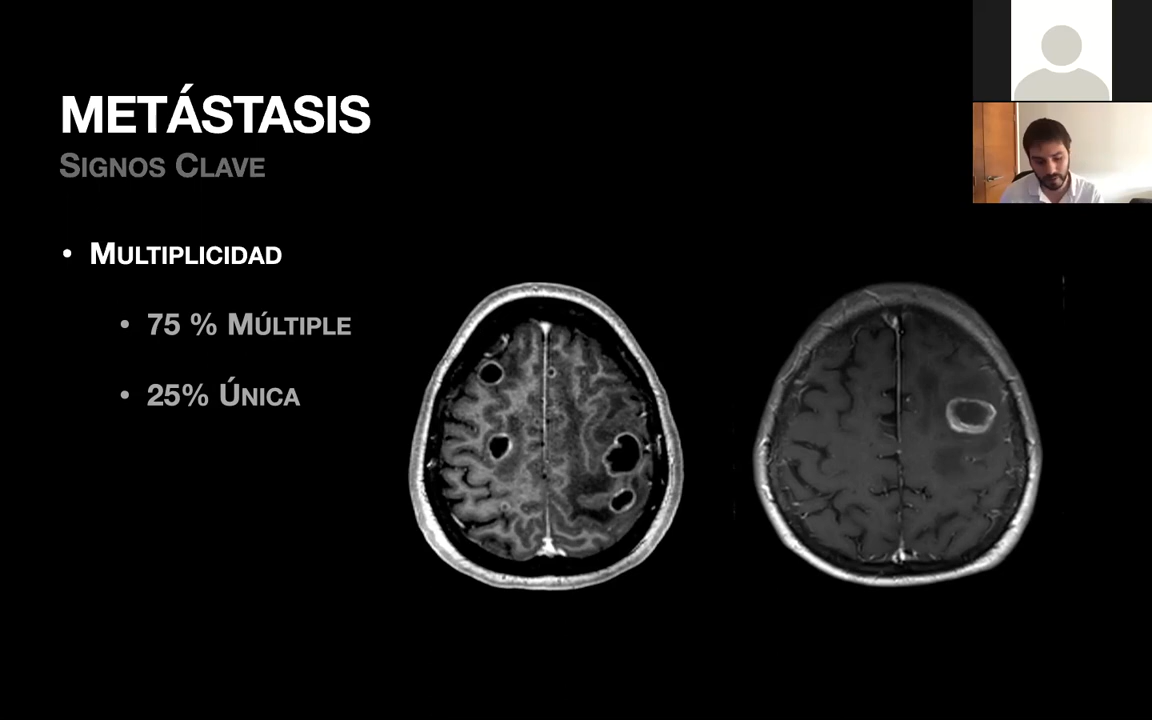 METÁSTASIS
SIGNOS CLAVE
• MULTIPLICIDAD
• 75 % MÚLTIPLE
• 25% ÚNICA